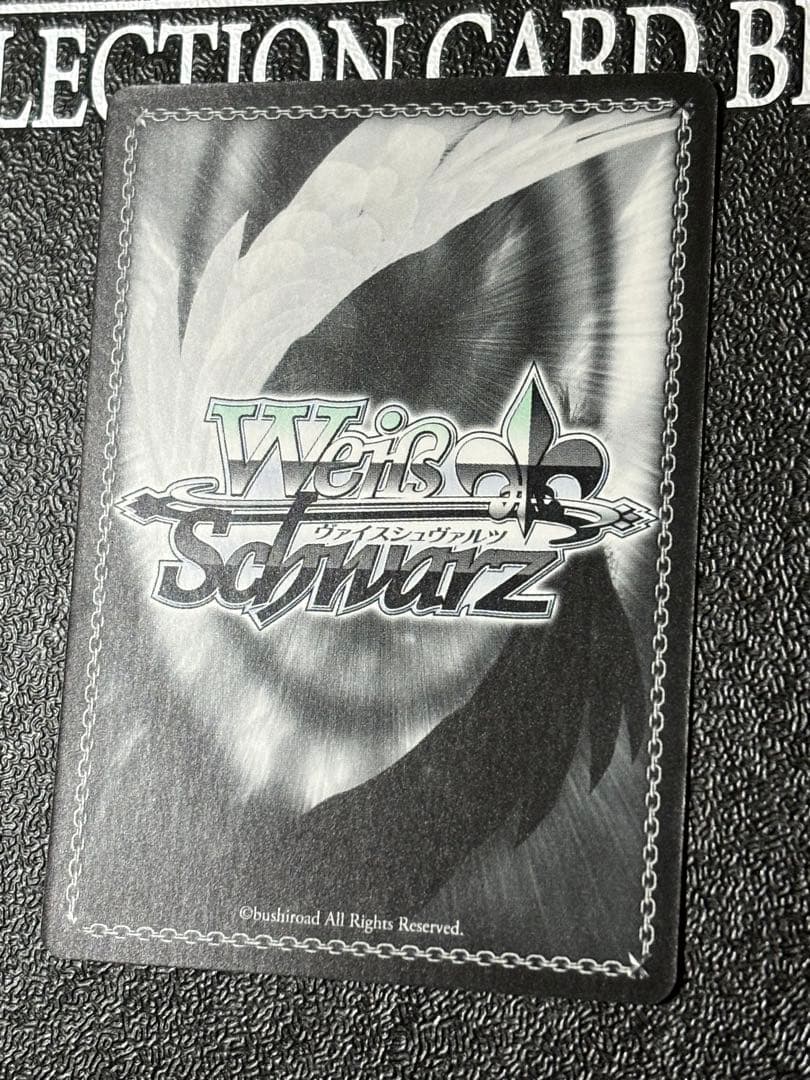 LECTION CARD B
Weiß
ヴァイスシュヴァルツ
Schwarz
©bushiroad All Rights Reserved.